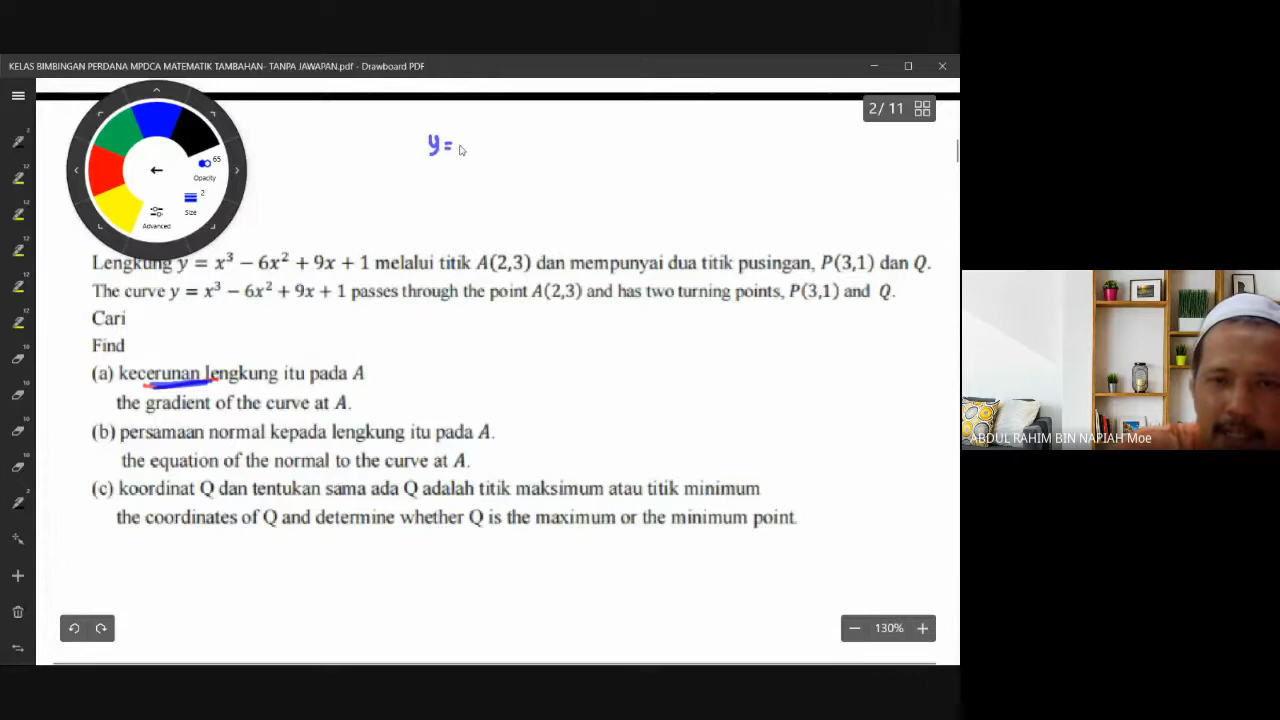 KELAS BIMBINGAN PERDANA MPDCA MATEMATIK TAMBAHAN- TANPA JAWAPAN.pdf - Drawboard PDF
2 / 11
65
Opacity
2
Size
Advanced
y =
Lengkung y = x³ − 6x² + 9x + 1 melalui titik A(2,3) dan mempunyai dua titik pusingan, P(3,1) dan Q.
The curve y = x³ − 6x² + 9x + 1 passes through the point A(2,3) and has two turning points, P(3,1) and Q.
Cari
Find
(a) kecerunan lengkung itu pada A
the gradient of the curve at A.
(b) persamaan normal kepada lengkung itu pada A.
the equation of the normal to the curve at A.
(c) koordinat Q dan tentukan sama ada Q adalah titik maksimum atau titik minimum
the coordinates of Q and determine whether Q is the maximum or the minimum point.
130%
ABDUL RAHIM BIN NAPIAH Moe